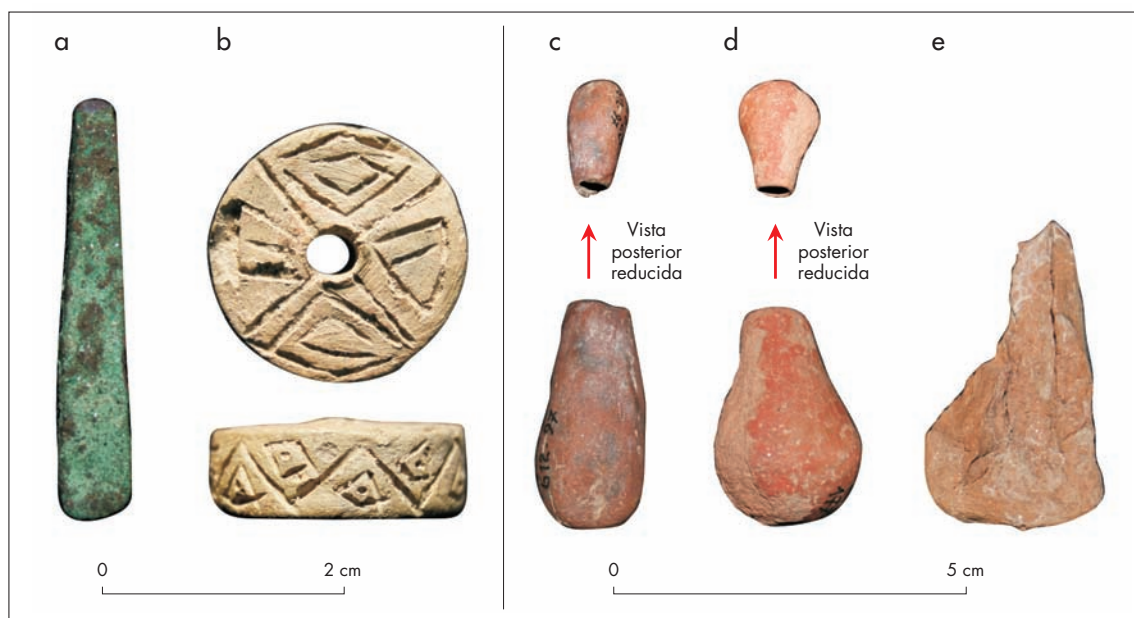 a
b
c
d
e
Vista
posterior
reducida
Vista
posterior
reducida
0
2 cm
0
5 cm